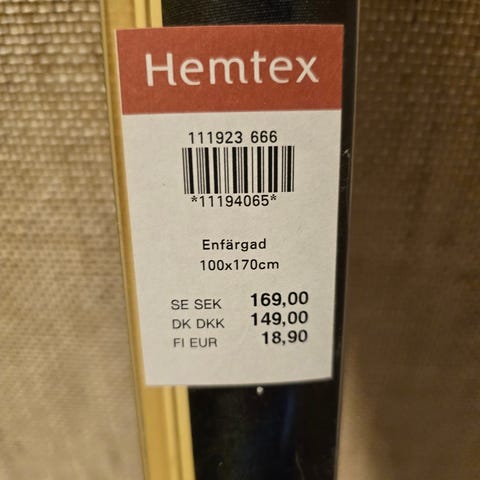 Hemtex
111923 666
*11194065*
Enfärgad
100x170cm
SE SEK 169,00
DK DKK 149,00
FI EUR 18,90